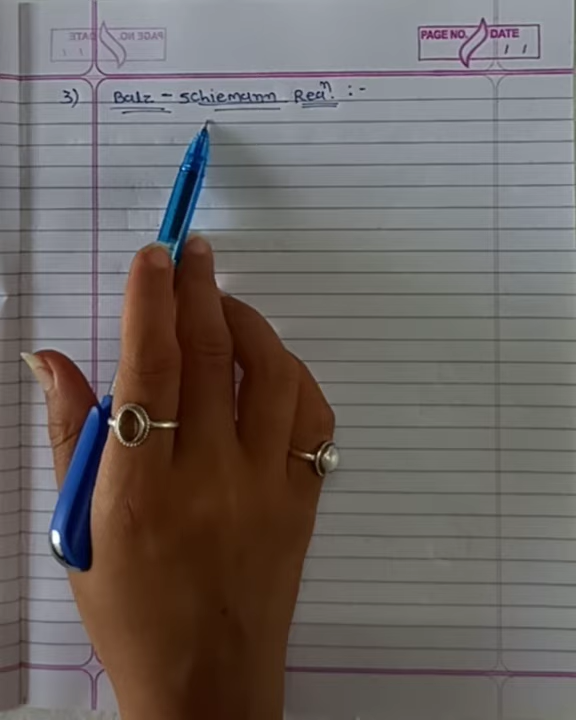 PAGE NO. DATE
3) Balz - Schiemann Reaⁿ. :-